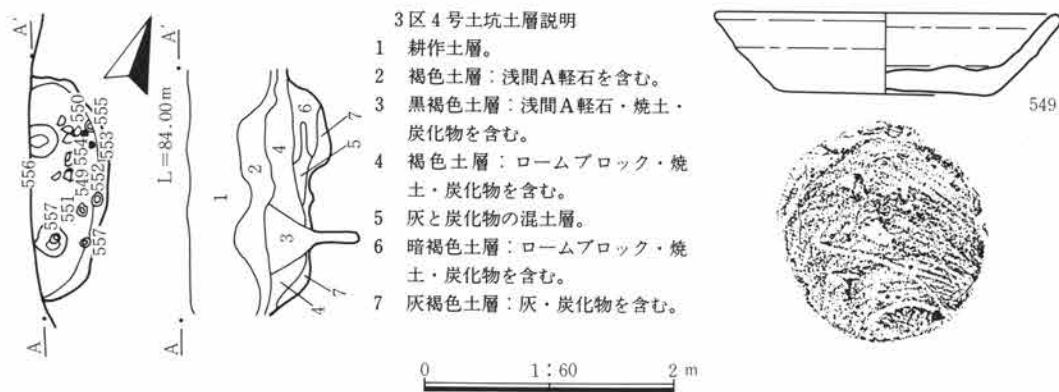 3区4号土坑土層説明
1 耕作土層。
2 褐色土層：浅間A軽石を含む。
3 黒褐色土層：浅間A軽石・焼土・
炭化物を含む。
4 褐色土層：ロームブロック・焼
土・炭化物を含む。
5 灰と炭化物の混土層。
6 暗褐色土層：ロームブロック・焼
土・炭化物を含む。
7 灰褐色土層：灰・炭化物を含む。
A′
A′
550
555
554
553
549
552
551
556
557
557
A
A
L=84.00m
1
2
4
6
7
5
3
4
7
0
1:60
2 m
549